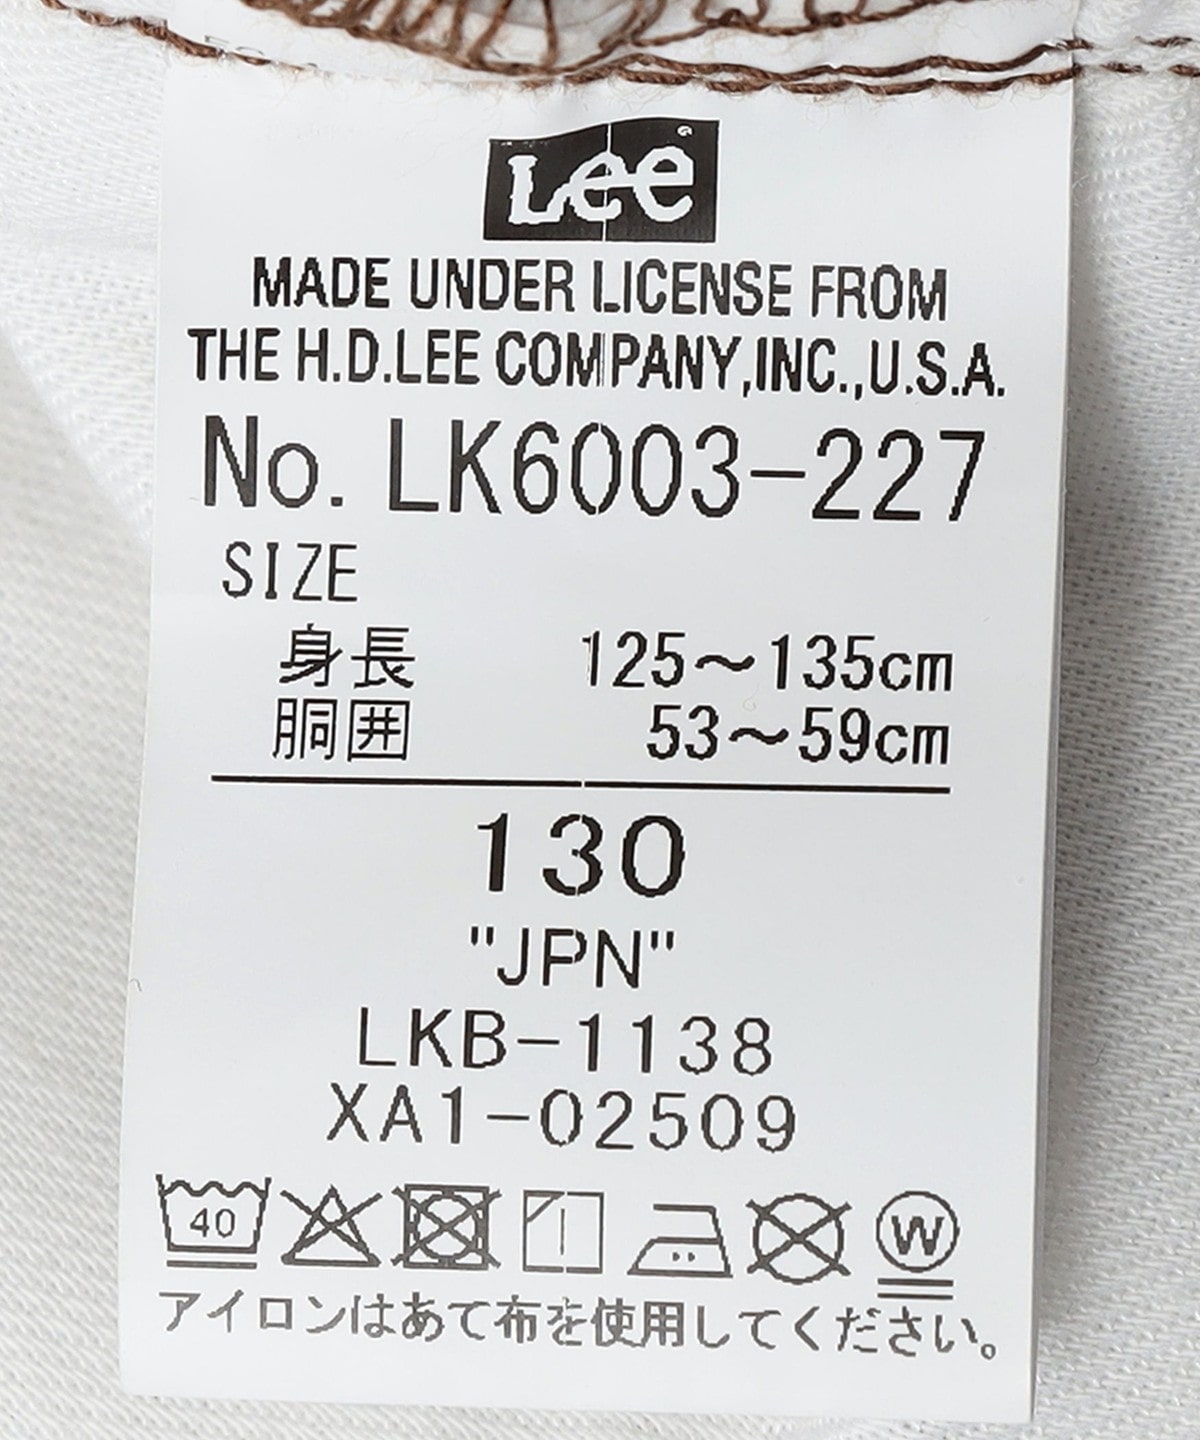 Lee®
MADE UNDER LICENSE FROM
THE H.D.LEE COMPANY,INC.,U.S.A.
No. LK6003-227
SIZE
身長 125〜135cm
胴囲 53〜59cm
130
"JPN"
LKB-1138
XA1-02509
40 W
アイロンはあて布を使用してください。